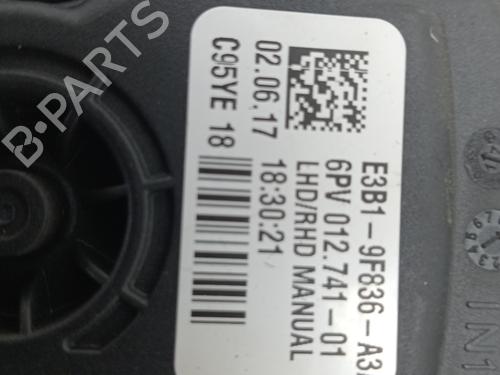 E3B1-9F836-A3
6PV 012.741-01
LHD/RHD MANUAL
02.06.17 18:30:21
C95YE 18
B-PARTS
IN1